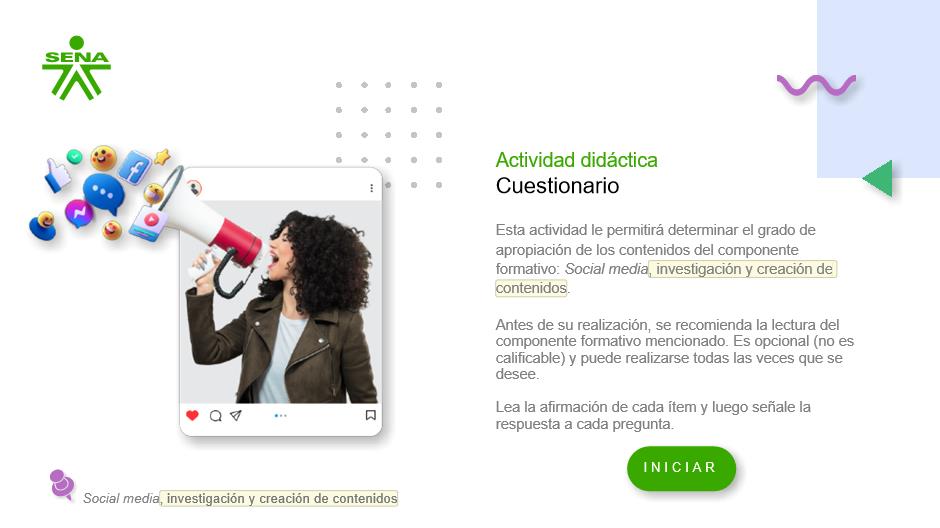 SENA
Actividad didáctica
Cuestionario
Esta actividad le permitirá determinar el grado de
apropiación de los contenidos del componente
formativo: Social media, investigación y creación de
contenidos.
Antes de su realización, se recomienda la lectura del
componente formativo mencionado. Es opcional (no es
calificable) y puede realizarse todas las veces que se
desee.
Lea la afirmación de cada ítem y luego señale la
respuesta a cada pregunta.
INICIAR
Social media, investigación y creación de contenidos